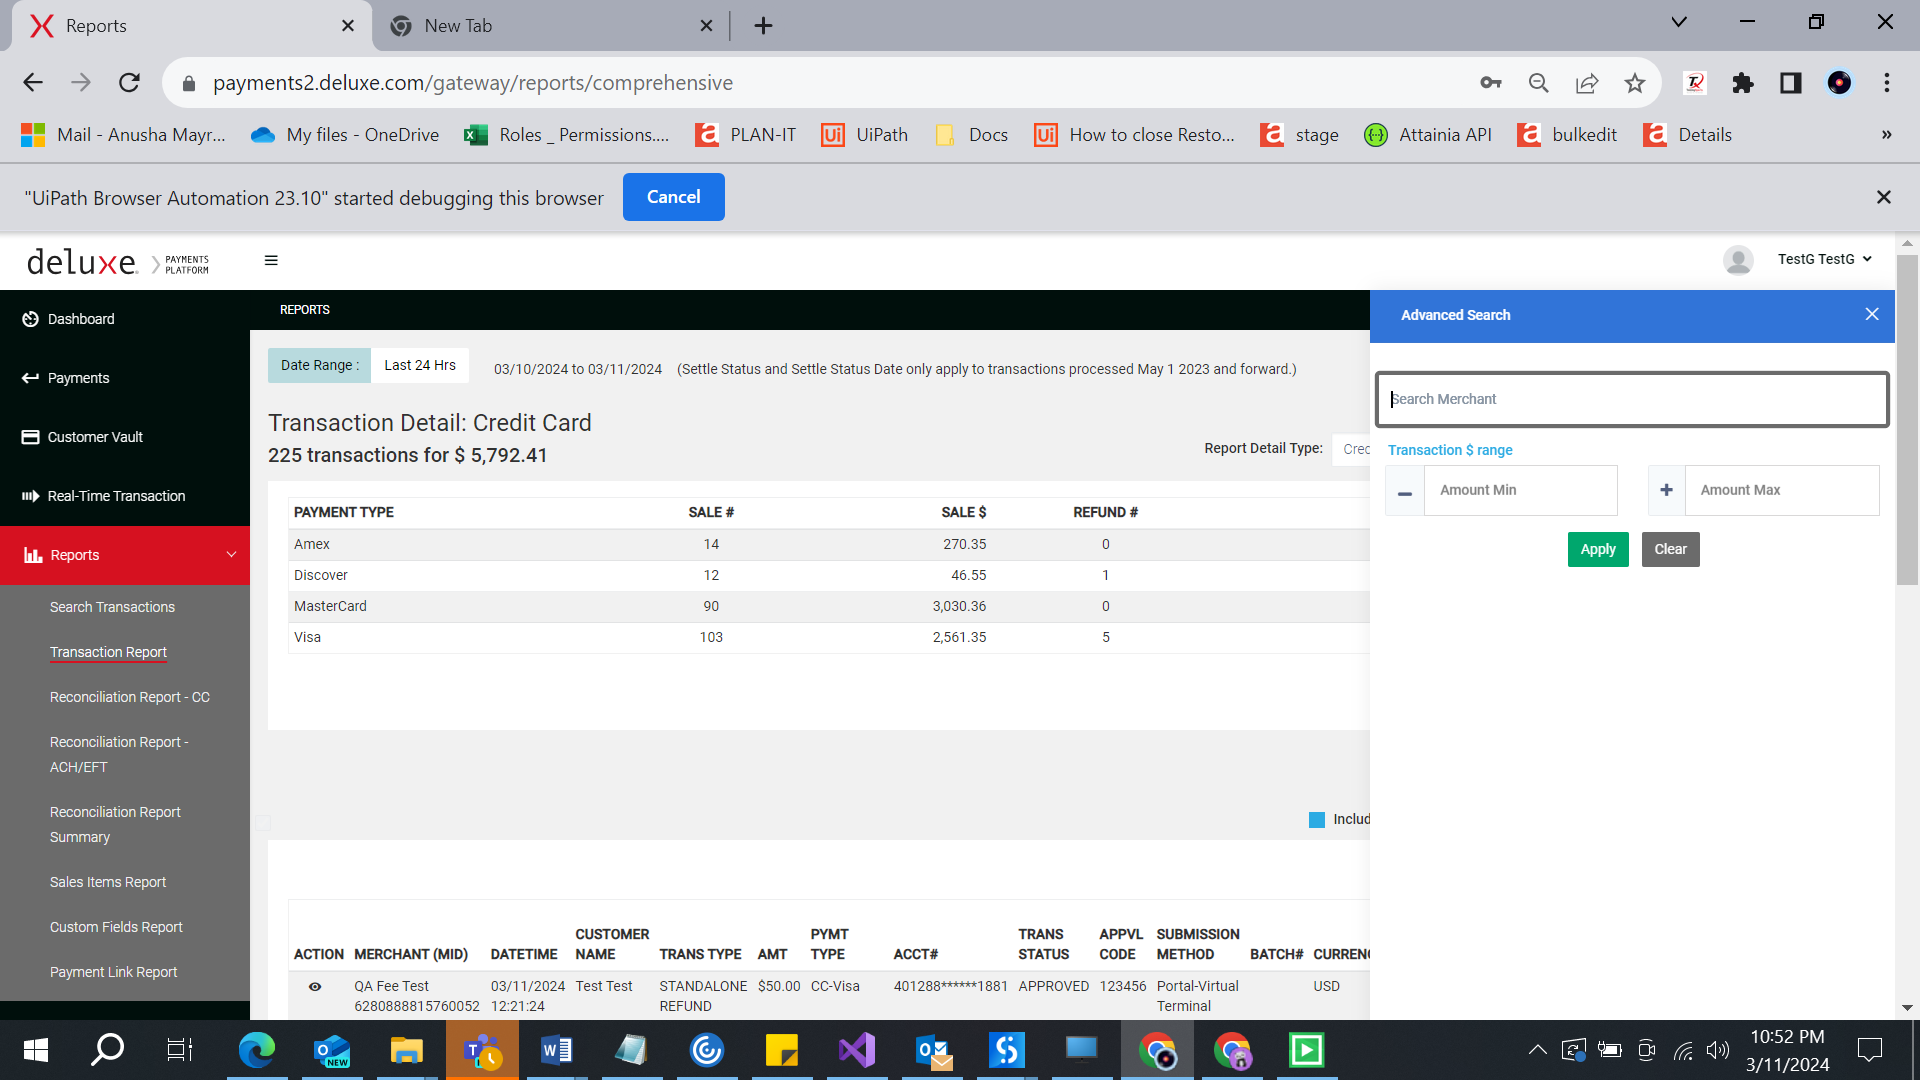 Reports
New Tab
payments2.deluxe.com/gateway/reports/comprehensive
Mail - Anusha Mayr...
My files - OneDrive
Roles _ Permissions....
PLAN-IT
UiPath
Docs
How to close Resto...
stage
Attainia API
bulkedit
Details
»
"UiPath Browser Automation 23.10" started debugging this browser
Cancel
deluxe.
PAYMENTS
PLATFORM
TestG TestG
Dashboard
Payments
Customer Vault
Real-Time Transaction
Reports
Search Transactions
Transaction Report
Reconciliation Report - CC
Reconciliation Report -
ACH/EFT
Reconciliation Report
Summary
Sales Items Report
Custom Fields Report
Payment Link Report
REPORTS
Date Range :
Last 24 Hrs
03/10/2024 to 03/11/2024
(Settle Status and Settle Status Date only apply to transactions processed May 1 2023 and forward.)
Transaction Detail: Credit Card
225 transactions for $ 5,792.41
Report Detail Type:
Crec
PAYMENT TYPE SALE # SALE $ REFUND #
Amex 14 270.35 0
Discover 12 46.55 1
MasterCard 90 3,030.36 0
Visa 103 2,561.35 5
Includ
ACTION MERCHANT (MID) DATETIME CUSTOMER NAME TRANS TYPE AMT PYMT TYPE ACCT# TRANS STATUS APPVL CODE SUBMISSION METHOD BATCH# CURRENC
QA Fee Test 03/11/2024 Test Test STANDALONE $50.00 CC-Visa 401288******1881 APPROVED 123456 Portal-Virtual USD
6280888815760052 12:21:24 REFUND Terminal
Advanced Search
Search Merchant
Transaction $ range
Amount Min
Amount Max
Apply
Clear
NEW
10:52 PM
3/11/2024